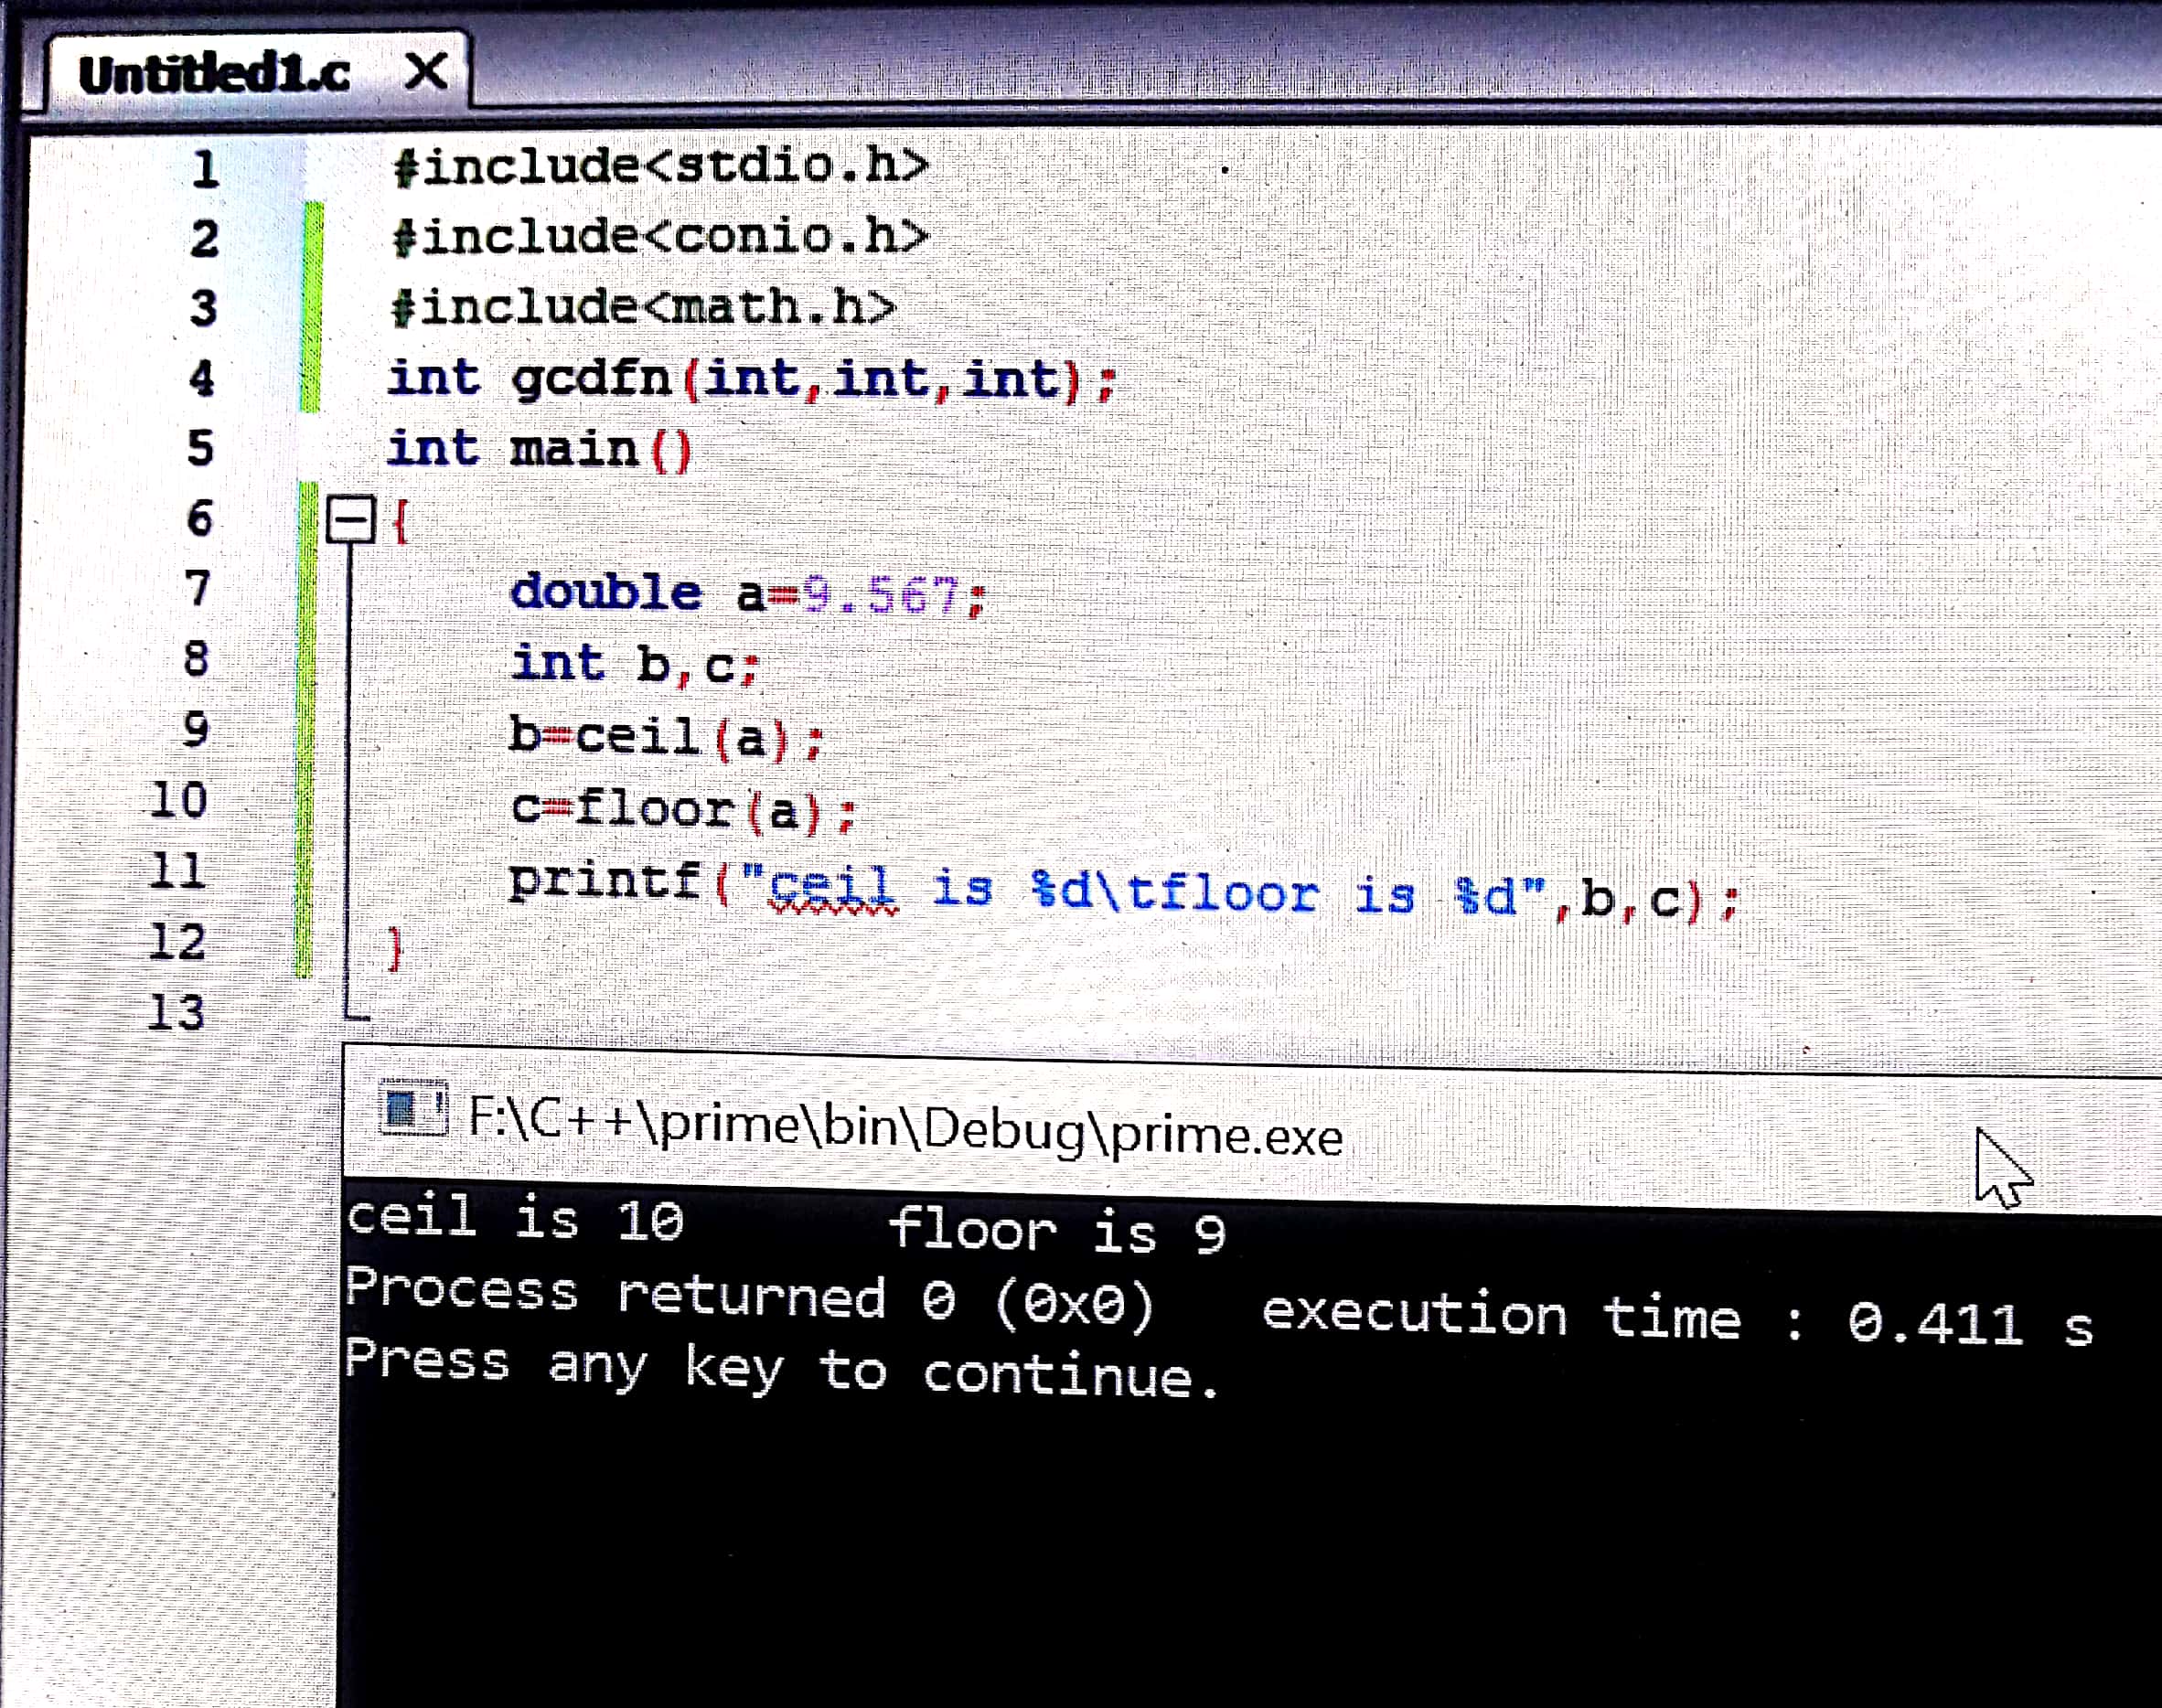 Untitled1.c X
1 #include<stdio.h>
2 #include<conio.h>
3 #include<math.h>
4 int gcdfn(int,int,int);
5 int main()
6 {
7 double a=9.567;
8 int b,c;
9 b=ceil(a);
10 c=floor(a);
11 printf("ceil is %d\tfloor is %d",b,c);
12 }
13
F:\C++\prime\bin\Debug\prime.exe
ceil is 10 floor is 9
Process returned 0 (0x0) execution time : 0.411 s
Press any key to continue.